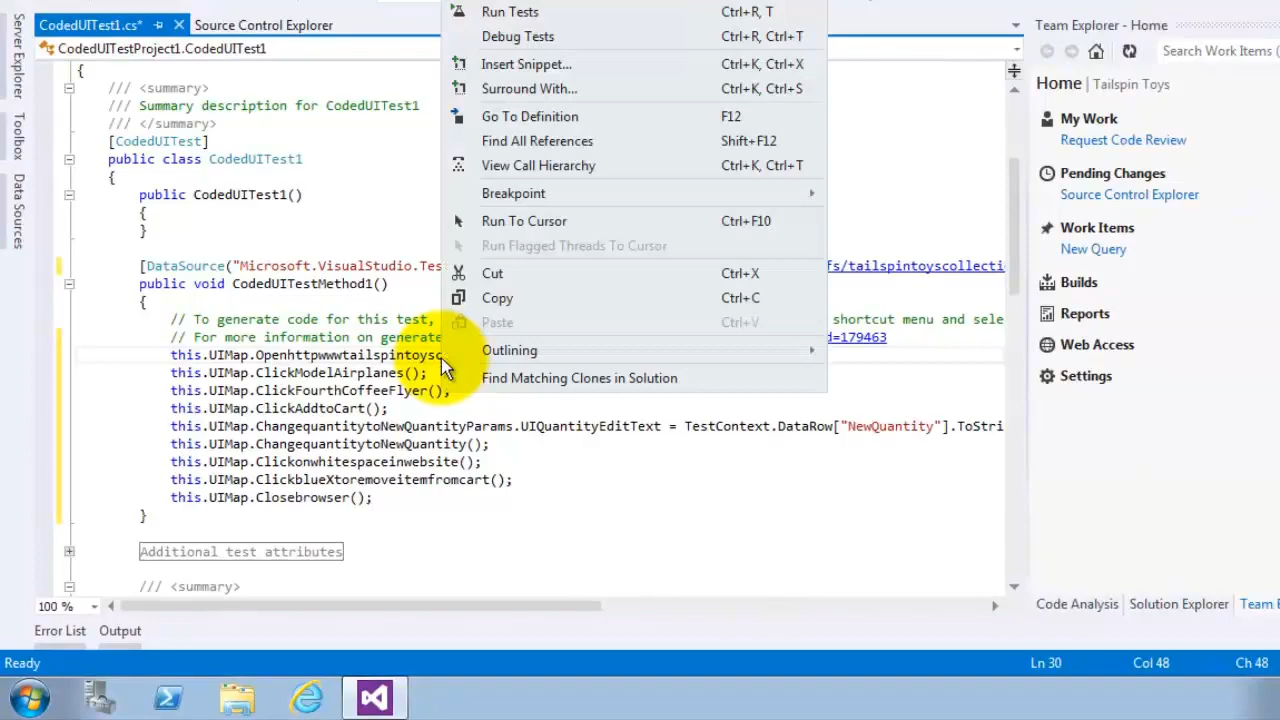 CodedUITest1.cs*
Source Control Explorer
CodedUITestProject1.CodedUITest1
Server Explorer
Toolbox
Data Sources
{
/// <summary>
/// Summary description for CodedUITest1
/// </summary>
[CodedUITest]
public class CodedUITest1
{
public CodedUITest1()
{
}
[DataSource("Microsoft.VisualStudio.Tes
fs/tailspintoyscollecti
public void CodedUITestMethod1()
{
// To generate code for this test,
shortcut menu and sele
// For more information on generate
d=179463
this.UIMap.Openhttpwwwtailspintoysc
this.UIMap.ClickModelAirplanes();
this.UIMap.ClickFourthCoffeeFlyer();
this.UIMap.ClickAddtoCart();
this.UIMap.ChangequantitytoNewQuantityParams.UIQuantityEditText = TestContext.DataRow["NewQuantity"].ToStri
this.UIMap.ChangequantitytoNewQuantity();
this.UIMap.Clickonwhitespaceinwebsite();
this.UIMap.ClickblueXtoremoveitemfromcart();
this.UIMap.Closebrowser();
}
Additional test attributes
/// <summary>
100 %
Run Tests Ctrl+R, T
Debug Tests Ctrl+R, Ctrl+T
Insert Snippet... Ctrl+K, Ctrl+X
Surround With... Ctrl+K, Ctrl+S
Go To Definition F12
Find All References Shift+F12
View Call Hierarchy Ctrl+K, Ctrl+T
Breakpoint
Run To Cursor Ctrl+F10
Run Flagged Threads To Cursor
Cut Ctrl+X
Copy Ctrl+C
Paste Ctrl+V
Outlining
Find Matching Clones in Solution
Team Explorer - Home
Search Work Items (
Home | Tailspin Toys
My Work
Request Code Review
Pending Changes
Source Control Explorer
Work Items
New Query
Builds
Reports
Web Access
Settings
Code Analysis Solution Explorer Team E
Error List Output
Ready Ln 30 Col 48 Ch 48